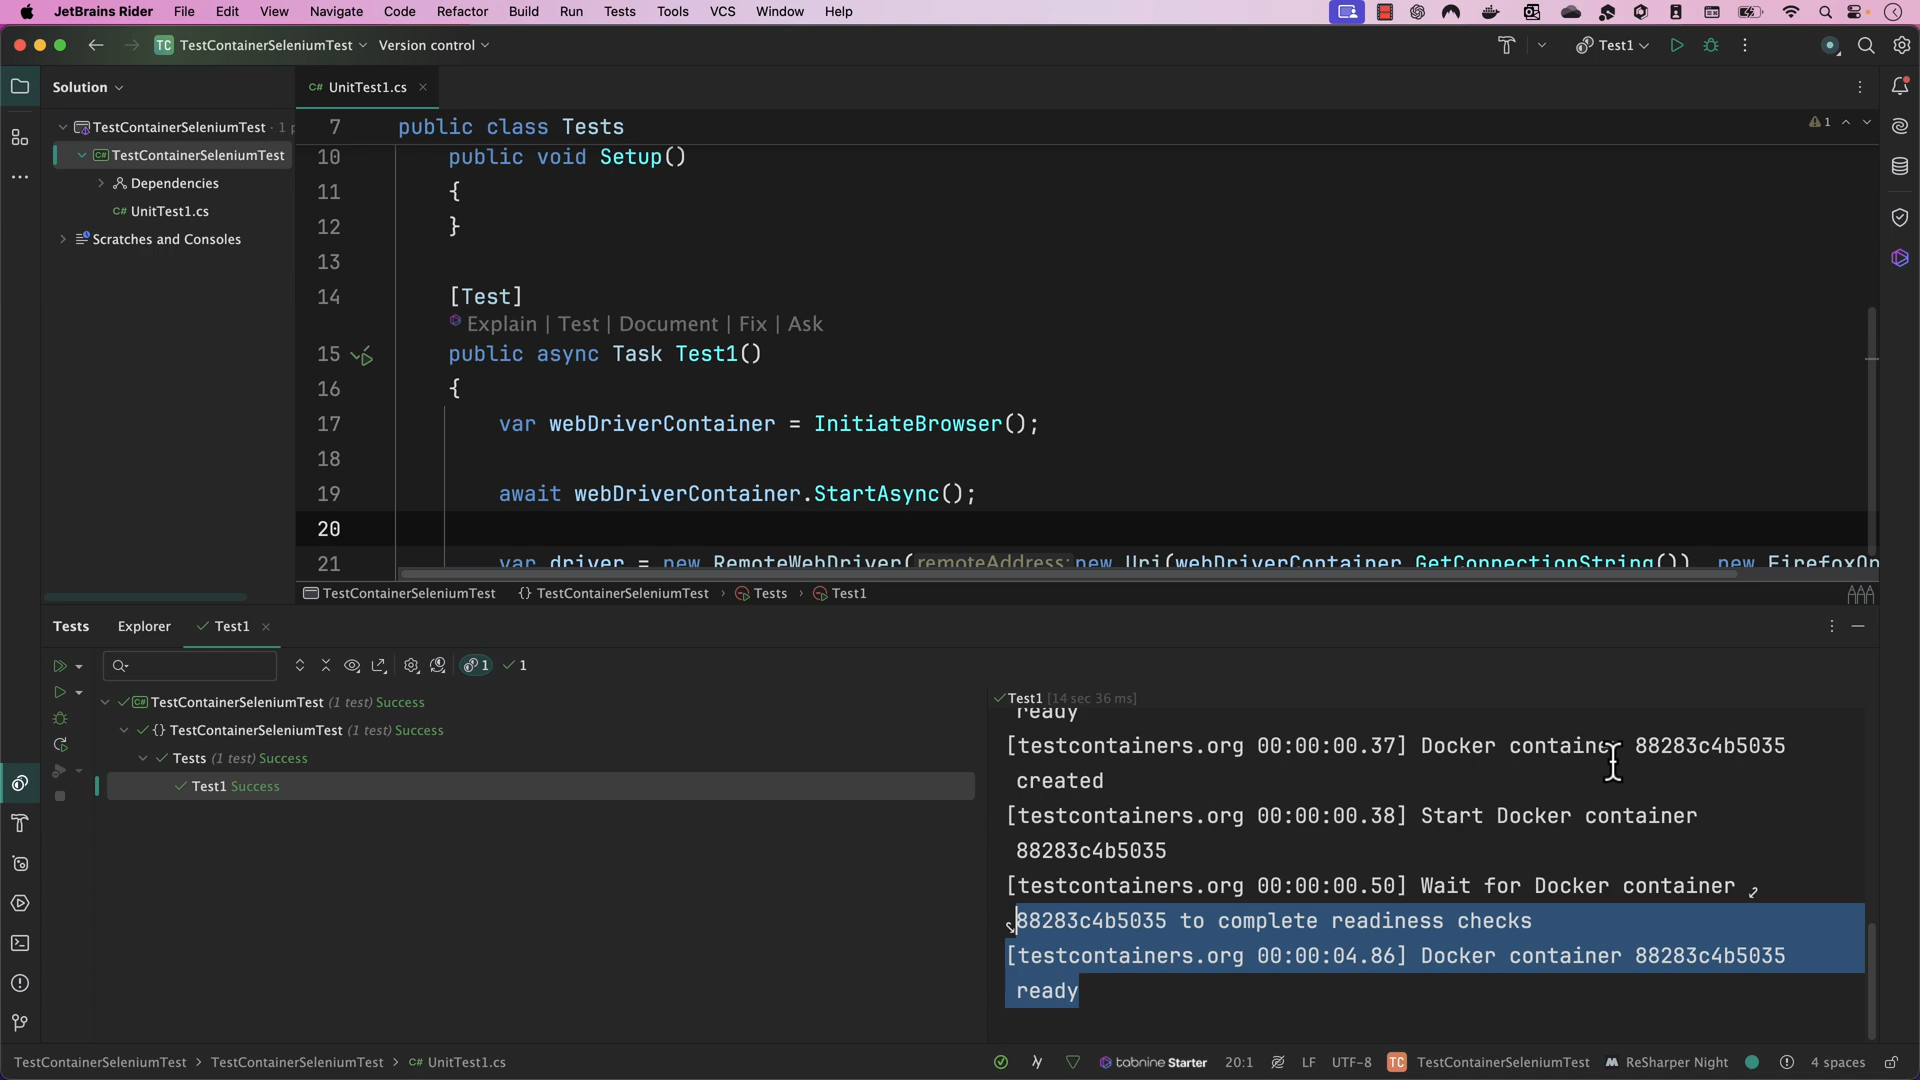 JetBrains Rider File Edit View Navigate Code Refactor Build Run Tests Tools VCS Window Help
TC TestContainerSeleniumTest Version control Test1
Solution
C# UnitTest1.cs
TestContainerSeleniumTest · 1 p
C# TestContainerSeleniumTest
Dependencies
C# UnitTest1.cs
Scratches and Consoles
7 public class Tests 1
10 public void Setup()
11 {
12 }
13
14 [Test]
Explain | Test | Document | Fix | Ask
15 public async Task Test1()
16 {
17 var webDriverContainer = InitiateBrowser();
18
19 await webDriverContainer.StartAsync();
20
21 var driver = new RemoteWebDriver(remoteAddress: new Uri(webDriverContainer.GetConnectionString()), new FirefoxOp
TestContainerSeleniumTest {} TestContainerSeleniumTest › Tests › Test1
Tests Explorer Test1
1 1
TestContainerSeleniumTest (1 test) Success
{} TestContainerSeleniumTest (1 test) Success
Tests (1 test) Success
Test1 Success
Test1 [14 sec 36 ms]
ready
[testcontainers.org 00:00:00.37] Docker container 88283c4b5035
created
[testcontainers.org 00:00:00.38] Start Docker container
88283c4b5035
[testcontainers.org 00:00:00.50] Wait for Docker container
88283c4b5035 to complete readiness checks
[testcontainers.org 00:00:04.86] Docker container 88283c4b5035
ready
TestContainerSeleniumTest › TestContainerSeleniumTest › C# UnitTest1.cs
tabnine Starter 20:1 LF UTF-8 TC TestContainerSeleniumTest ReSharper Night 4 spaces